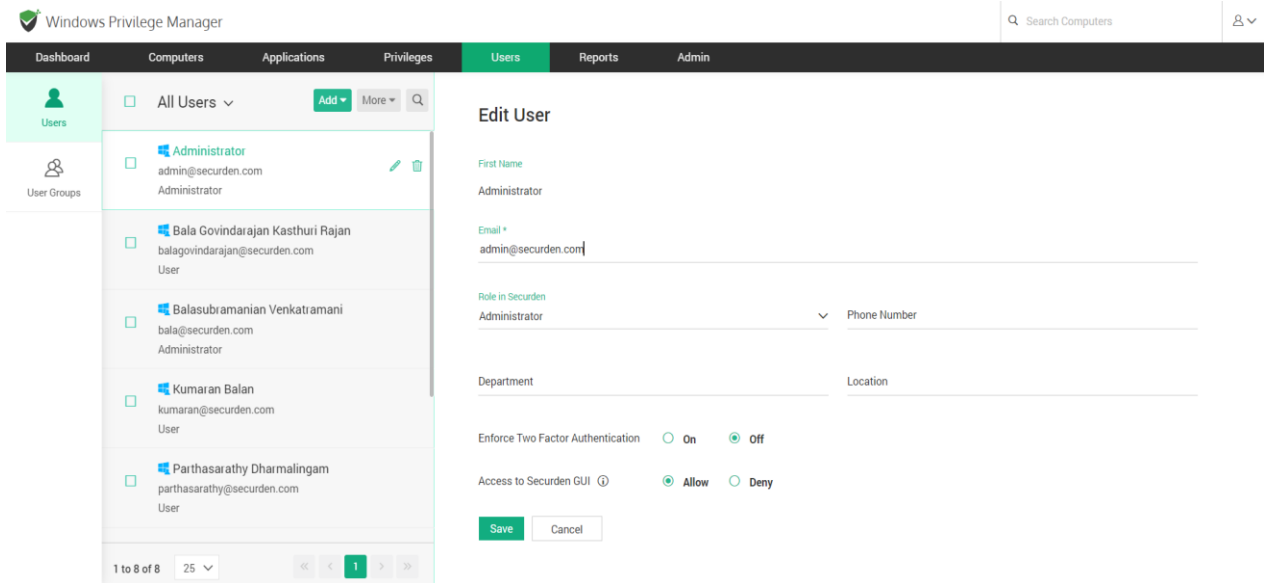 Windows Privilege Manager
Search Computers
Dashboard Computers Applications Privileges Users Reports Admin
Users
User Groups
All Users
Add More
Administrator
admin@securden.com
Administrator
Bala Govindarajan Kasthuri Rajan
balagovindarajan@securden.com
User
Balasubramanian Venkatramani
bala@securden.com
Administrator
Kumaran Balan
kumaran@securden.com
User
Parthasarathy Dharmalingam
parthasarathy@securden.com
User
1 to 8 of 8 25 « < 1 > »
Edit User
First Name
Administrator
Email *
admin@securden.com
Role in Securden
Administrator
Phone Number
Department
Location
Enforce Two Factor Authentication On Off
Access to Securden GUI Allow Deny
Save Cancel